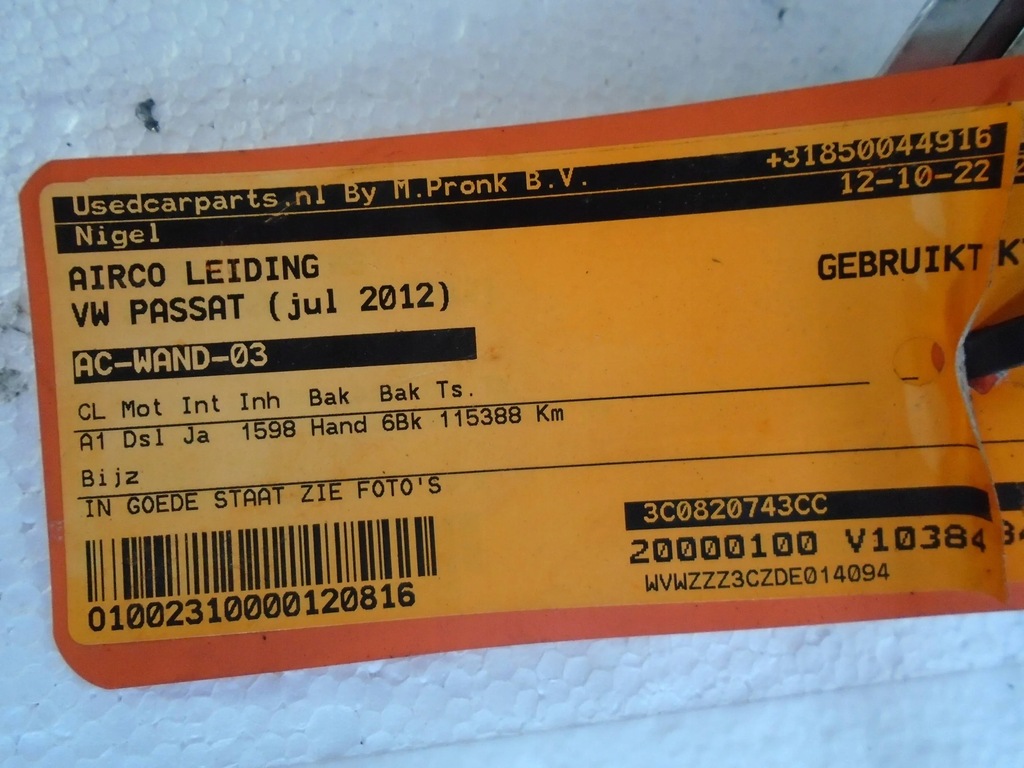 Usedcarparts.nl By M.Pronk B.V. +31850044916
Nigel 12-10-22
AIRCO LEIDING GEBRUIKT
VW PASSAT (jul 2012)
AC-WAND-03
CL Mot Int Inh Bak Bak Ts.
A1 Dsl Ja 1598 Hand 6Bk 115388 Km
Bijz
IN GOEDE STAAT ZIE FOTO'S
3C0820743CC
20000100 V10384
WVWZZZ3CZDE014094
01002310000120816